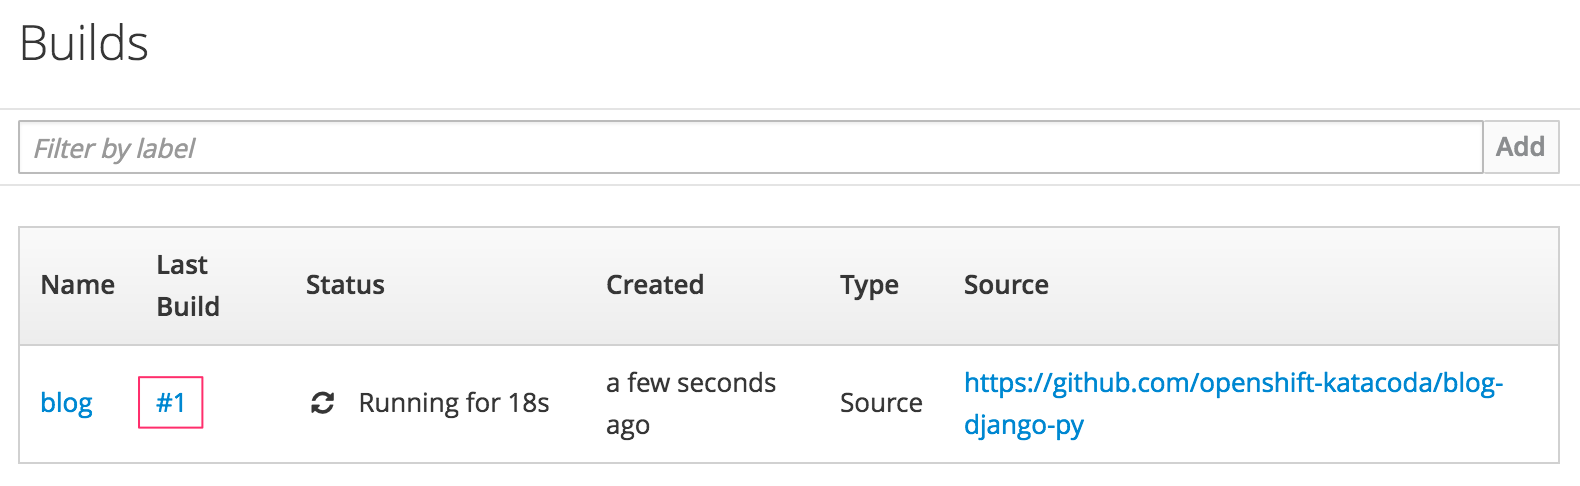 Builds
Filter by label
Add
Name
Last
Build
Status
Created
Type
Source
blog
#1
Running for 18s
a few seconds
ago
Source
https://github.com/openshift-katacoda/blog-
django-py